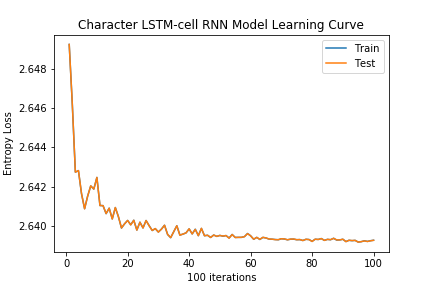 Character LSTM-cell RNN Model Learning Curve
Train
Test
2.648
2.646
2.644
2.642
2.640
Entropy Loss
0 20 40 60 80 100
100 iterations